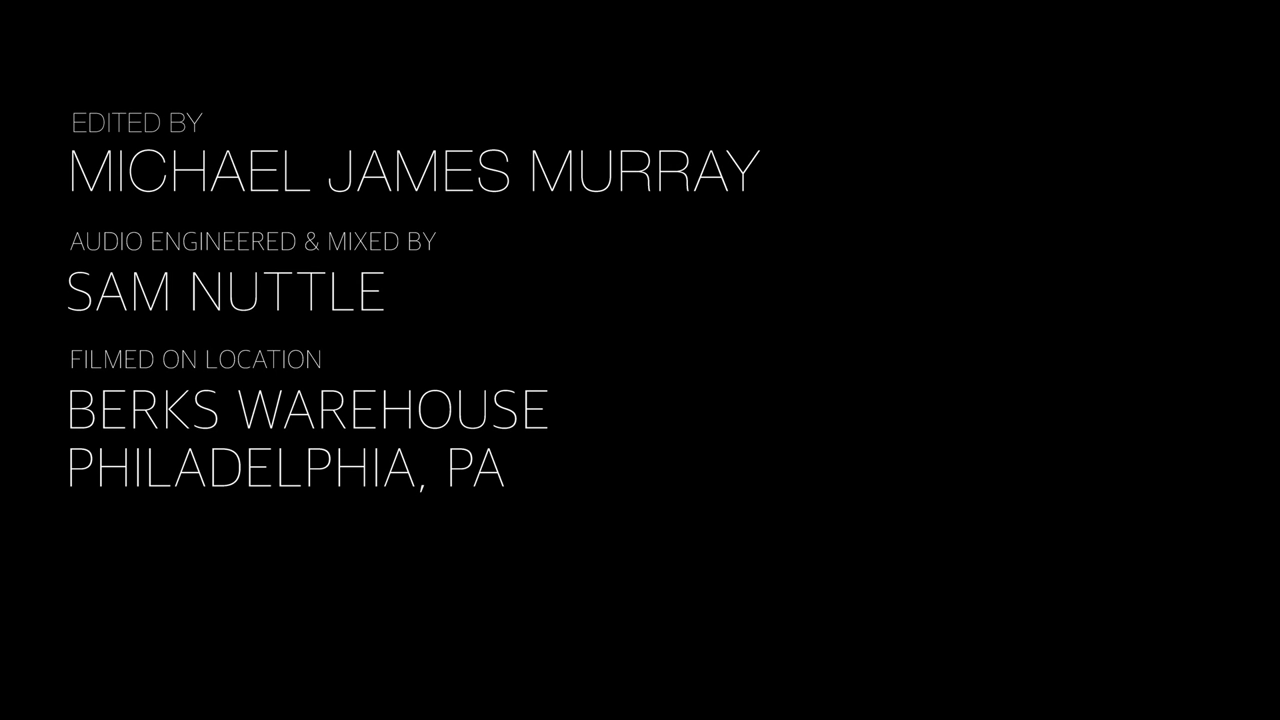 EDITED BY
MICHAEL JAMES MURRAY
AUDIO ENGINEERED & MIXED BY
SAM NUTTLE
FILMED ON LOCATION
BERKS WAREHOUSE
PHILADELPHIA, PA